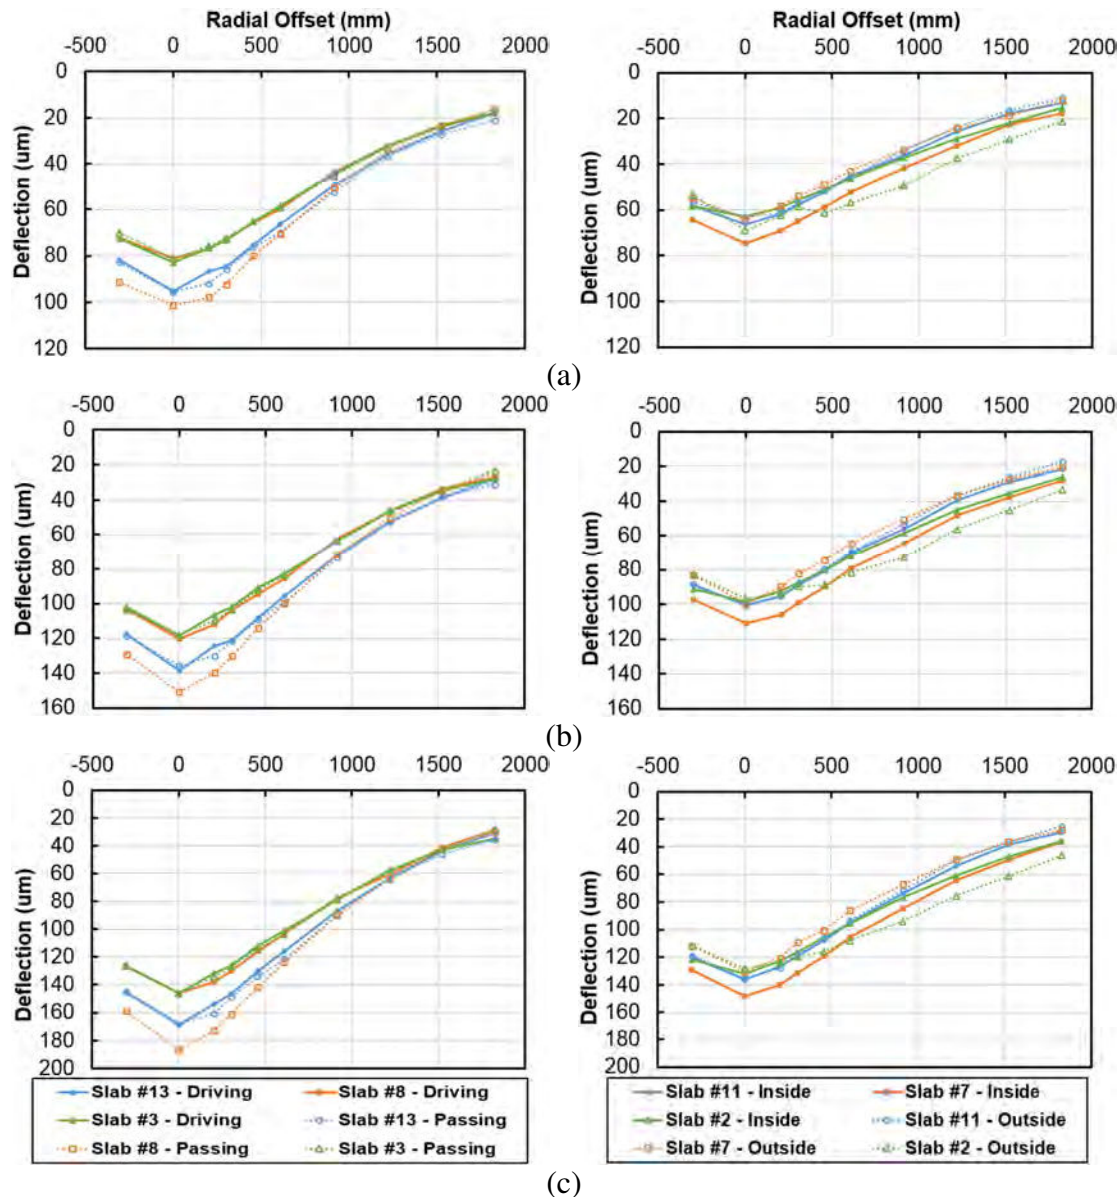 Radial Offset (mm)
-500 0 500 1000 1500 2000
0
20
40
60
80
100
120
Deflection (um)
Radial Offset (mm)
-500 0 500 1000 1500 2000
0
20
40
60
80
100
120
Deflection (um)
(a)
-500 0 500 1000 1500 2000
0
20
40
60
80
100
120
140
160
Deflection (um)
-500 0 500 1000 1500 2000
0
20
40
60
80
100
120
140
160
Deflection (um)
(b)
-500 0 500 1000 1500 2000
0
20
40
60
80
100
120
140
160
180
200
Deflection (um)
-500 0 500 1000 1500 2000
0
20
40
60
80
100
120
140
160
180
200
Deflection (um)
Slab #13 - Driving Slab #8 - Driving
Slab #3 - Driving Slab #13 - Passing
Slab #8 - Passing Slab #3 - Passing
Slab #11 - Inside Slab #7 - Inside
Slab #2 - Inside Slab #11 - Outside
Slab #7 - Outside Slab #2 - Outside
(c)